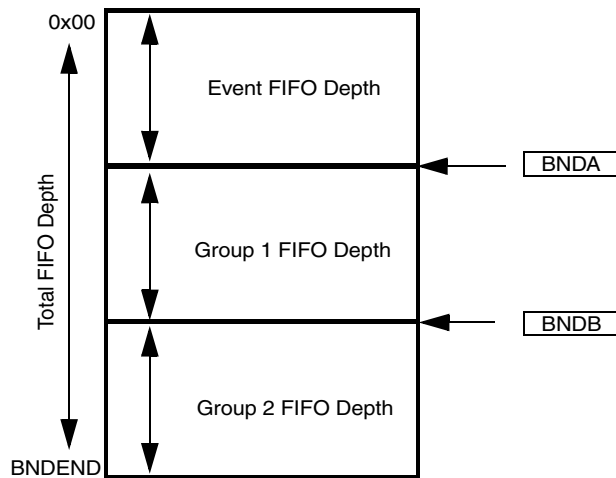 0x00
Event FIFO Depth
BNDA
Total FIFO Depth
Group 1 FIFO Depth
BNDB
Group 2 FIFO Depth
BNDEND